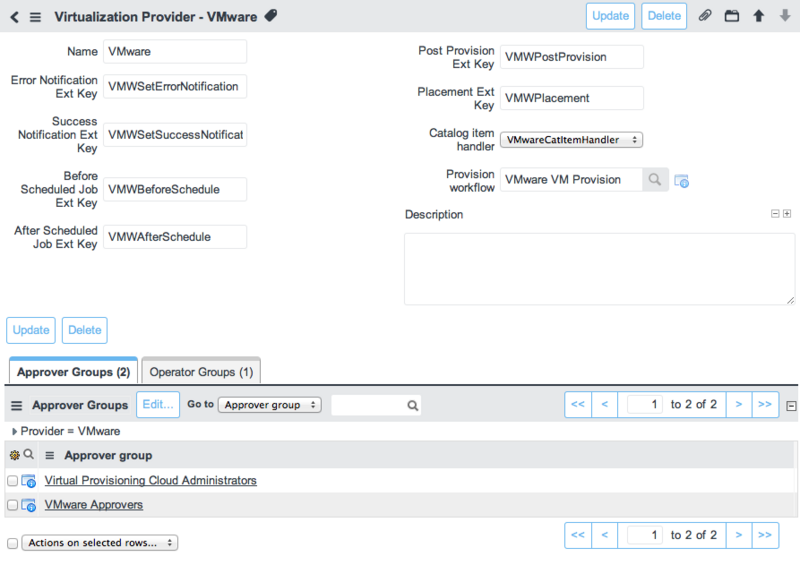 Virtualization Provider - VMware
Update
Delete
Name
VMware
Error Notification
Ext Key
VMWSetErrorNotification
Success
Notification Ext
Key
VMWSetSuccessNotificat
Before
Scheduled Job
Ext Key
VMWBeforeSchedule
After Scheduled
Job Ext Key
VMWAfterSchedule
Post Provision
Ext Key
VMWPostProvision
Placement Ext
Key
VMWPlacement
Catalog item
handler
VMwareCatItemHandler
Provision
workflow
VMware VM Provision
Description
Update
Delete
Approver Groups (2)
Operator Groups (1)
Approver Groups
Edit...
Go to
Approver group
<<
<
1
to 2 of 2
>
>>
Provider = VMware
Approver group
Virtual Provisioning Cloud Administrators
VMware Approvers
Actions on selected rows...
<<
<
1
to 2 of 2
>
>>